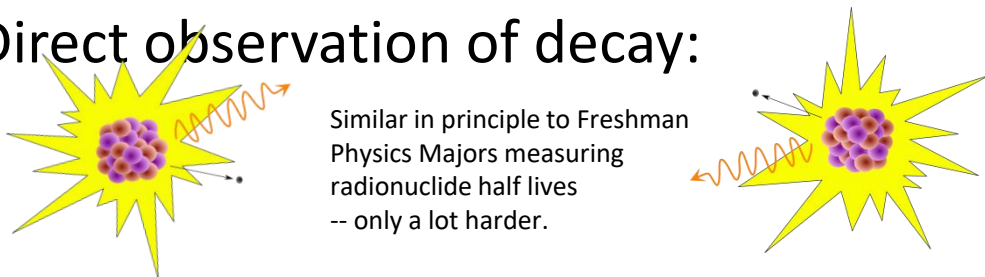 Direct observation of decay:
Similar in principle to Freshman
Physics Majors measuring
radionuclide half lives
-- only a lot harder.